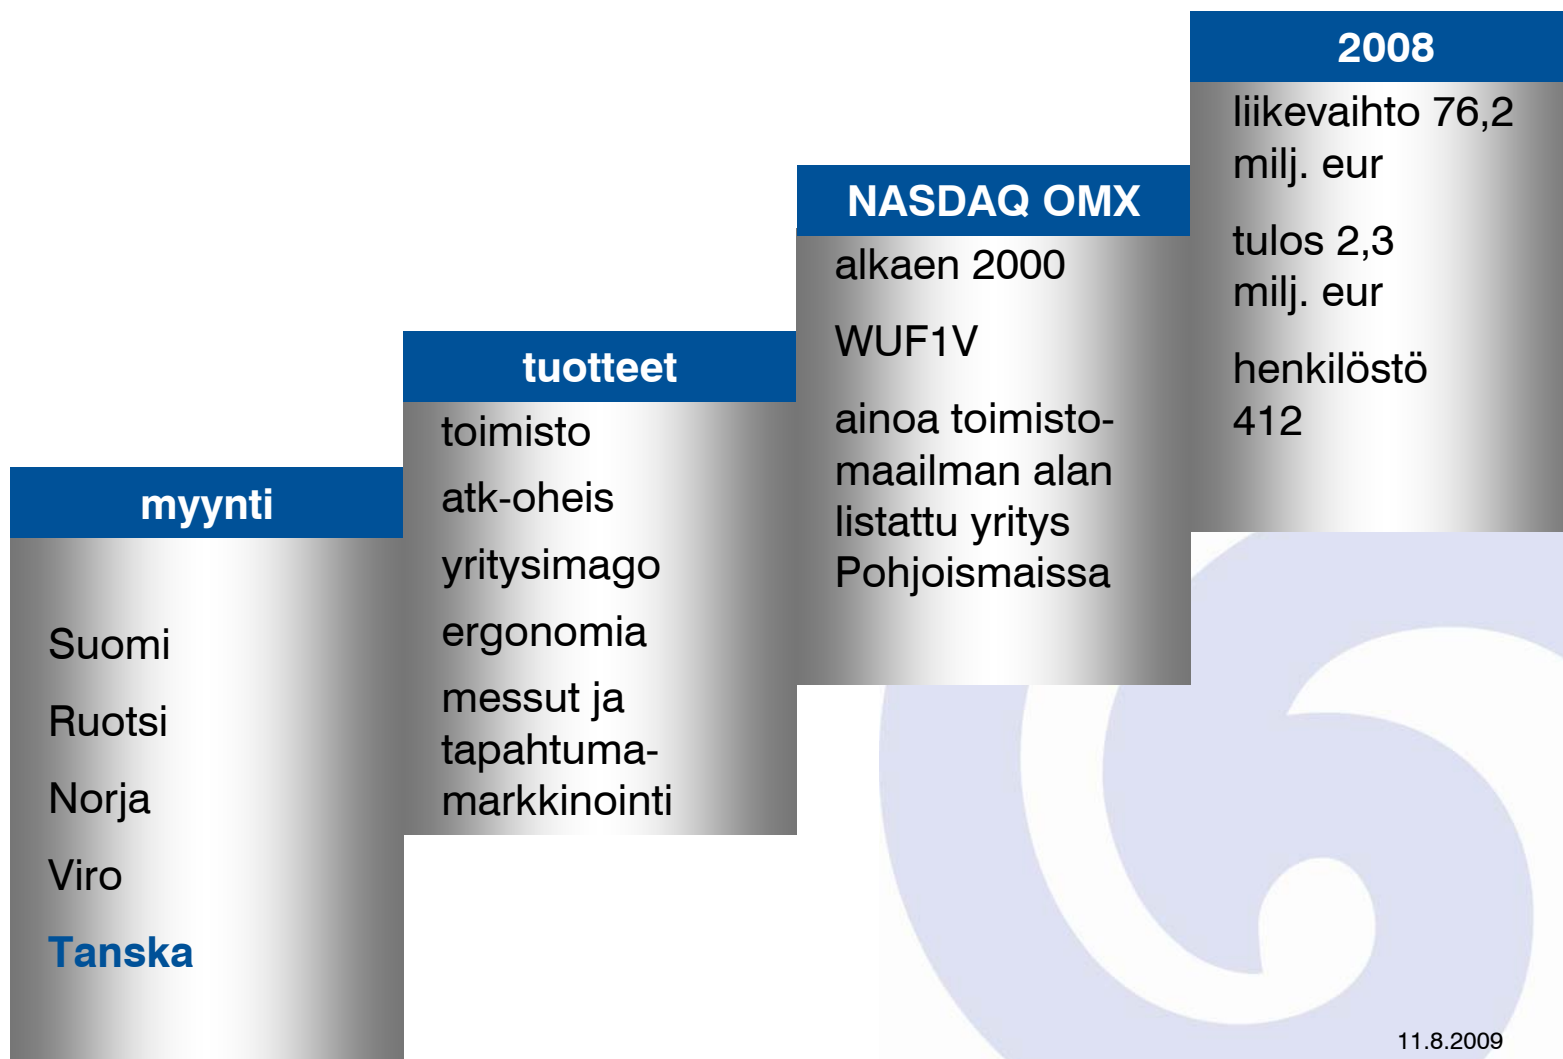 myynti
Suomi
Ruotsi
Norja
Viro
Tanska
tuotteet
toimisto
atk-oheis
yritysimago
ergonomia
messut ja
tapahtuma-
markkinointi
NASDAQ OMX
alkaen 2000
WUF1V
ainoa toimisto-
maailman alan
listattu yritys
Pohjoismaissa
2008
liikevaihto 76,2
milj. eur
tulos 2,3
milj. eur
henkilöstö
412
11.8.2009